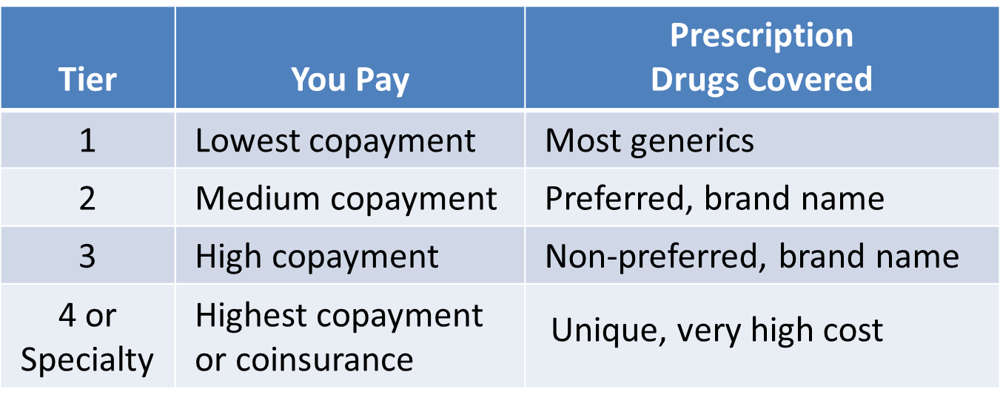 Tier
You Pay
Prescription
Drugs Covered
1
Lowest copayment
Most generics
2
Medium copayment
Preferred, brand name
3
High copayment
Non-preferred, brand name
4 or
Specialty
Highest copayment
or coinsurance
Unique, very high cost